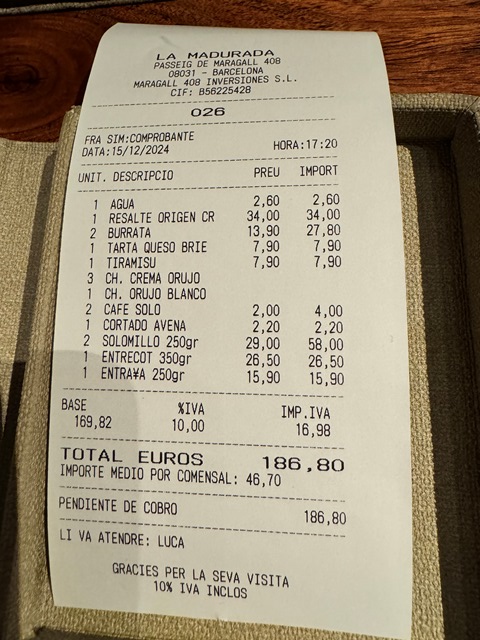 LA MADURADA
PASSEIG DE MARAGALL 408
08031 - BARCELONA
MARAGALL 408 INVERSIONES S.L.
CIF: B56225428
026
FRA SIM:COMPROBANTE
DATA:15/12/2024 HORA:17:20
UNIT. DESCRIPCIO PREU IMPORT
1 AGUA 2,60 2,60
1 RESALTE ORIGEN CR 34,00 34,00
2 BURRATA 13,90 27,80
1 TARTA QUESO BRIE 7,90 7,90
1 TIRAMISU 7,90 7,90
3 CH. CREMA ORUJO
1 CH. ORUJO BLANCO
2 CAFE SOLO 2,00 4,00
1 CORTADO AVENA 2,20 2,20
2 SOLOMILLO 250gr 29,00 58,00
1 ENTRECOT 350gr 26,50 26,50
1 ENTRA¥A 250gr 15,90 15,90
BASE %IVA IMP.IVA
169,82 10,00 16,98
TOTAL EUROS 186,80
IMPORTE MEDIO POR COMENSAL: 46,70
PENDIENTE DE COBRO 186,80
LI VA ATENDRE: LUCA
GRACIES PER LA SEVA VISITA
10% IVA INCLOS